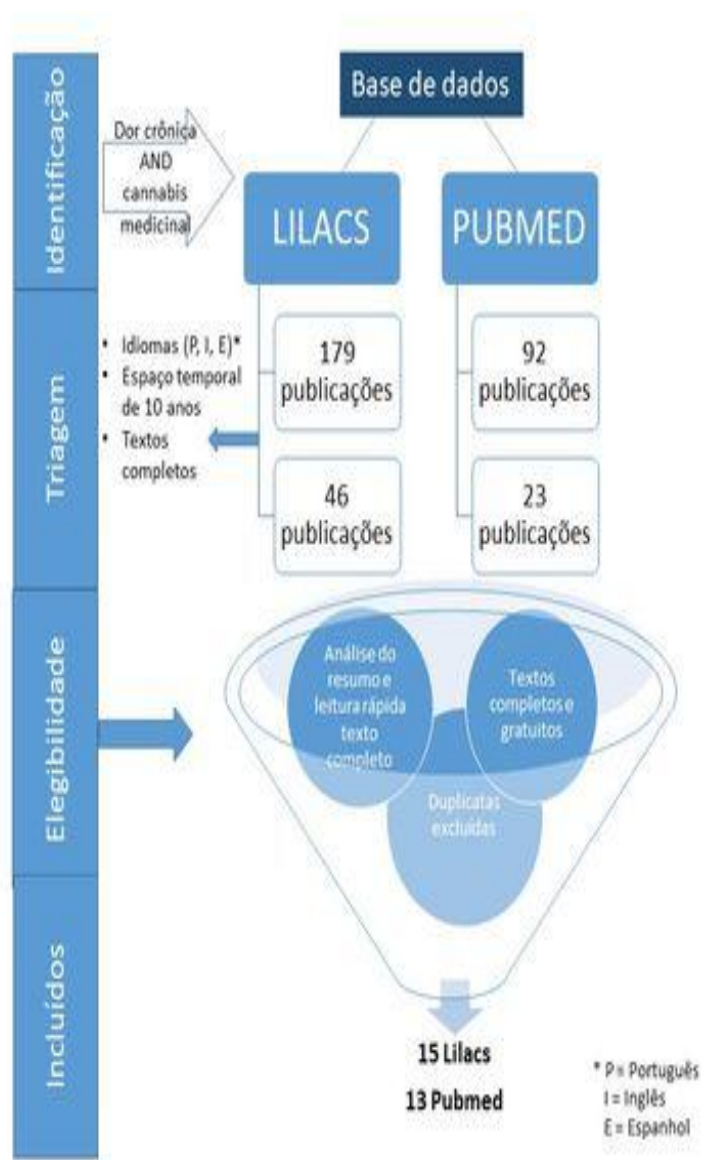 Identificação
Base de dados
Dor crônica
AND
cannabis
medicinal
LILACS
PUBMED
Triagem
• Idiomas (P, I, E)*
• Espaço temporal
de 10 anos
• Textos
completos
179
publicações
92
publicações
46
publicações
23
publicações
Elegibilidade
Análise do
resumo e
leitura rápida
texto
completo
Textos
completos e
gratuitos
Duplicatas
excluídas
Incluídos
15 Lilacs
13 Pubmed
* P = Português
I = Inglês
E = Espanhol